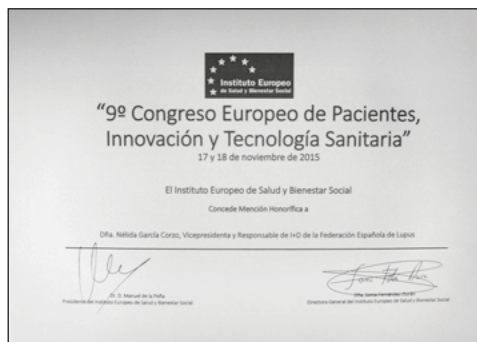 Instituto Europeo
de Salud y Bienestar Social
“9º Congreso Europeo de Pacientes,
Innovación y Tecnología Sanitaria”
17 y 18 de noviembre de 2015
El Instituto Europeo de Salud y Bienestar Social
Concede Mención Honorífica a
Dña. Nélida García Corzo, Vicepresidenta y Responsable de I+D de la Federación Española de Lupus
Dr. D. Manuel de la Peña
Presidente del Instituto Europeo de Salud y Bienestar Social
Dña. Sonia Fernández
Directora General del Instituto Europeo de Salud y Bienestar Social